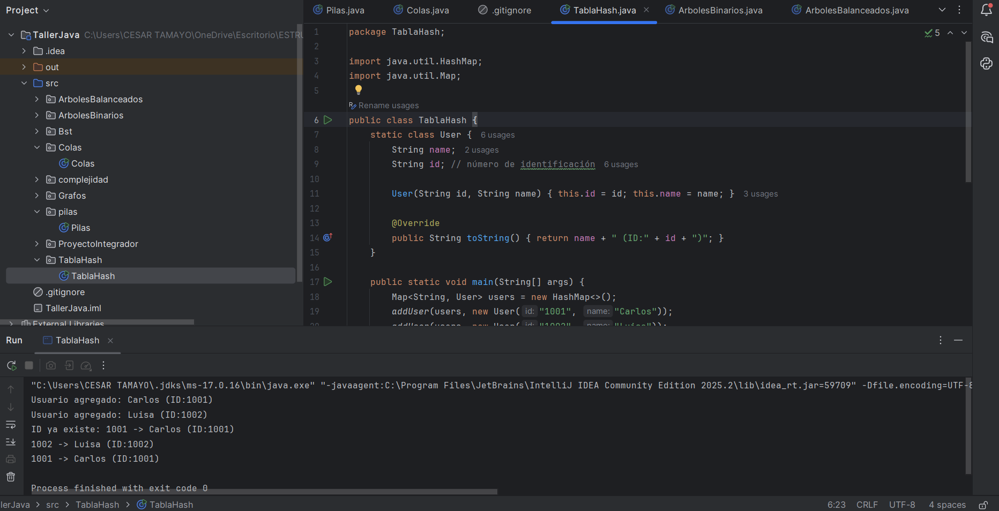 Project
Pilas.java
Colas.java
.gitignore
TablaHash.java
ArbolesBinarios.java
ArbolesBalanceados.java
TallerJava C:\Users\CESAR TAMAYO\OneDrive\Escritorio\ESTRU
.idea
out
src
ArbolesBalanceados
ArbolesBinarios
Bst
Colas
Colas
complejidad
Grafos
pilas
Pilas
ProyectoIntegrador
TablaHash
TablaHash
.gitignore
TallerJava.iml
External Libraries
1 package TablaHash;
2
3 import java.util.HashMap;
4 import java.util.Map;
5
Rename usages
6 public class TablaHash {
7 static class User { 6 usages
8 String name; 2 usages
9 String id; // número de identificación 6 usages
10
11 User(String id, String name) { this.id = id; this.name = name; } 3 usages
12
13 @Override
14 public String toString() { return name + " (ID:" + id + ")"; }
15 }
16
17 public static void main(String[] args) {
18 Map<String, User> users = new HashMap<>();
19 addUser(users, new User( id: "1001", name: "Carlos"));
20 addUser(users, new User( id: "1002", name: "Luisa"));
5
Run
TablaHash
"C:\Users\CESAR TAMAYO\.jdks\ms-17.0.16\bin\java.exe" "-javaagent:C:\Program Files\JetBrains\IntelliJ IDEA Community Edition 2025.2\lib\idea_rt.jar=59709" -Dfile.encoding=UTF-8
Usuario agregado: Carlos (ID:1001)
Usuario agregado: Luisa (ID:1002)
ID ya existe: 1001 -> Carlos (ID:1001)
1002 -> Luisa (ID:1002)
1001 -> Carlos (ID:1001)
Process finished with exit code 0
llerJava > src > TablaHash > TablaHash
6:23 CRLF UTF-8 4 spaces